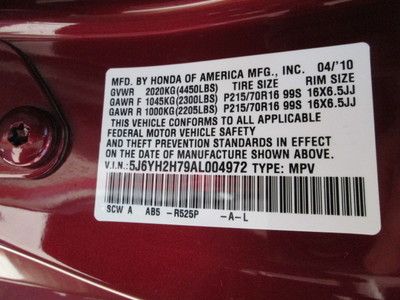 MFD. BY HONDA OF AMERICA MFG., INC. 04/'10
GVWR 2020KG(4450LBS) TIRE SIZE RIM SIZE
GAWR F 1045KG(2300LBS) P215/70R16 99S 16X6.5JJ
GAWR R 1000KG(2205LBS) P215/70R16 99S 16X6.5JJ
THIS VEHICLE CONFORMS TO ALL APPLICABLE
FEDERAL MOTOR VEHICLE SAFETY
AND THEFT PREVENTION STANDARDS IN EFFECT
ON THE DATE OF MANUFACTURE SHOWN ABOVE.
V.I.N.: 5J6YH2H79AL004972 TYPE: MPV
SCW A AB5 - R525P -A-L